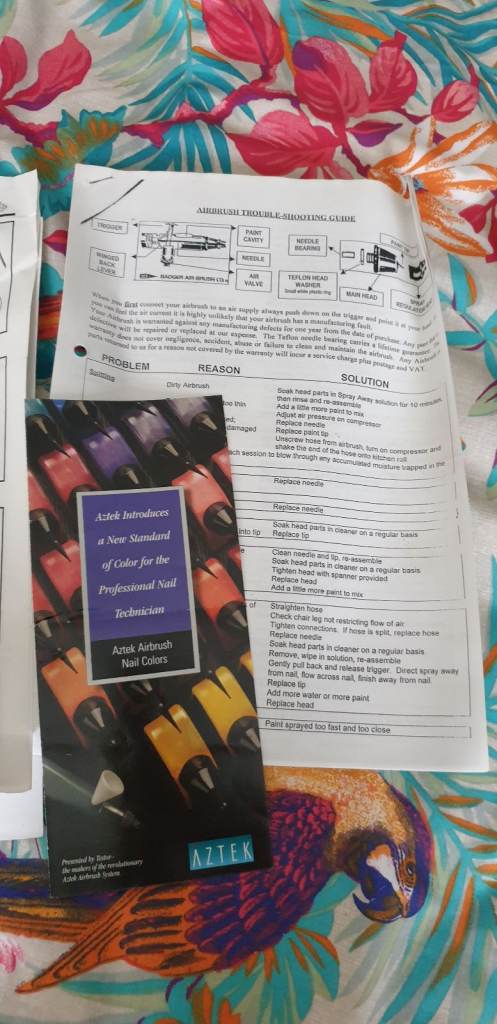 AIRBRUSH TROUBLE-SHOOTING GUIDE
TRIGGER
PAINT CAVITY
NEEDLE BEARING
WINGED BACK LEVER
NEEDLE
BADGER AIR-BRUSH CO.
AIR VALVE
TEFLON HEAD WASHER
Small white plastic ring
MAIN HEAD
SPRAY
When you first connect your airbrush to an air supply always push down on the trigger and point it at your
you can feel the air current it is highly unlikely that your airbrush has a manufacturing fault.
Your Airbrush is warranted against any manufacturing defects for one year from the date of purchase. Any part
defective will be repaired or replaced at our expense. The Teflon needle bearing carries a lifetime guarantee. The
warranty does not cover negligence, accident, abuse or failure to clean and maintain the airbrush. Any Airbrush
parts returned to us for a reason not covered by the warranty will incur a service charge plus postage and V.A.T.
PROBLEM REASON SOLUTION
Spitting
Dirty Airbrush
Soak head parts in Spray Away solution for 10 minutes,
then rinse and re-assemble
too thin Add a little more paint to mix
Adjust air pressure on compressor
damaged Replace needle
Replace paint tip
Unscrew hose from airbrush, turn on compressor and
shake the end of the hose onto kitchen roll.
each session to blow through any accumulated moisture trapped in the
Replace needle
Replace needle
Soak head parts in cleaner on a regular basis
into tip Replace tip
Clean needle and tip, re-assemble
Soak head parts in cleaner on a regular basis
Tighten head with spanner provided
Replace head
Add a little more paint to mix
of Straighten hose
Check chair leg not restricting flow of air
Tighten connections. If hose is split, replace hose
Replace needle
Soak head parts in cleaner on a regular basis
Remove, wipe in solution, re-assemble
Gently pull back and release trigger. Direct spray away
from nail, flow across nail, finish away from nail
Replace tip
Add more water or more paint
Replace head
Paint sprayed too fast and too close
Aztek Introduces
a New Standard
of Color for the
Professional Nail
Technician
Aztek Airbrush
Nail Colors
Presented by Testor-
the makers of the revolutionary
Aztek Airbrush System
AZTEK